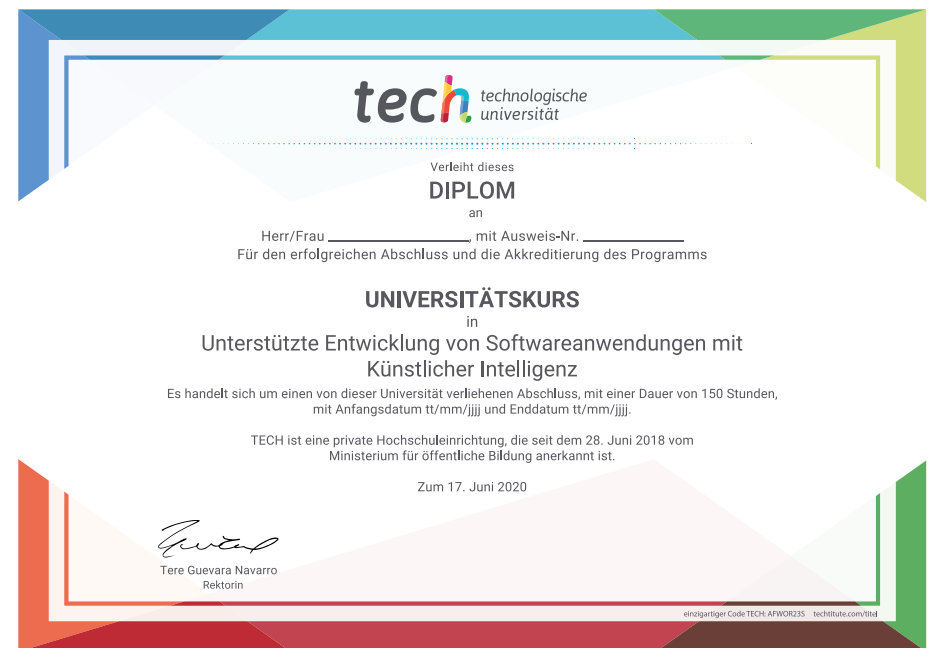 tech technologische
universität
Verleiht dieses
DIPLOM
an
Herr/Frau ____________________, mit Ausweis-Nr. ______________
Für den erfolgreichen Abschluss und die Akkreditierung des Programms
UNIVERSITÄTSKURS
in
Unterstützte Entwicklung von Softwareanwendungen mit
Künstlicher Intelligenz
Es handelt sich um einen von dieser Universität verliehenen Abschluss, mit einer Dauer von 150 Stunden,
mit Anfangsdatum tt/mm/jjjj und Enddatum tt/mm/jjjj.
TECH ist eine private Hochschuleinrichtung, die seit dem 28. Juni 2018 vom
Ministerium für öffentliche Bildung anerkannt ist.
Zum 17. Juni 2020
Tere Guevara Navarro
Rektorin
einzigartiger Code TECH: AFWOR23S techtitute.com/titel